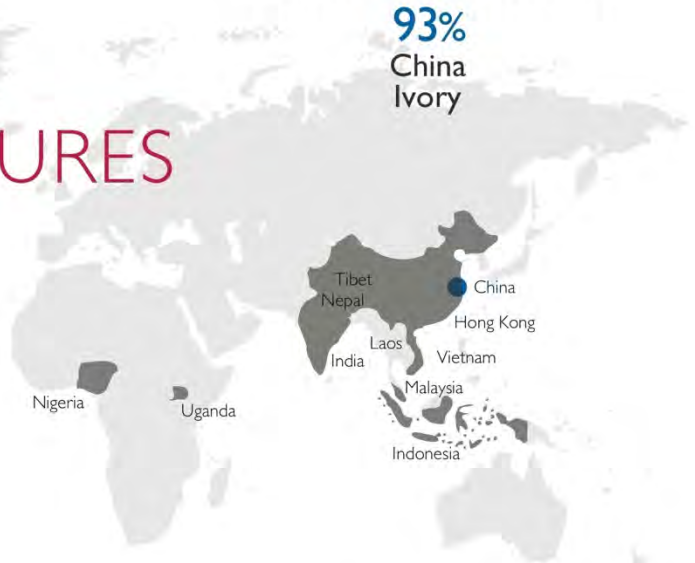 93%
China
Ivory
URES
Tibet
Nepal
China
Hong Kong
Laos
India
Vietnam
Malaysia
Nigeria
Uganda
Indonesia